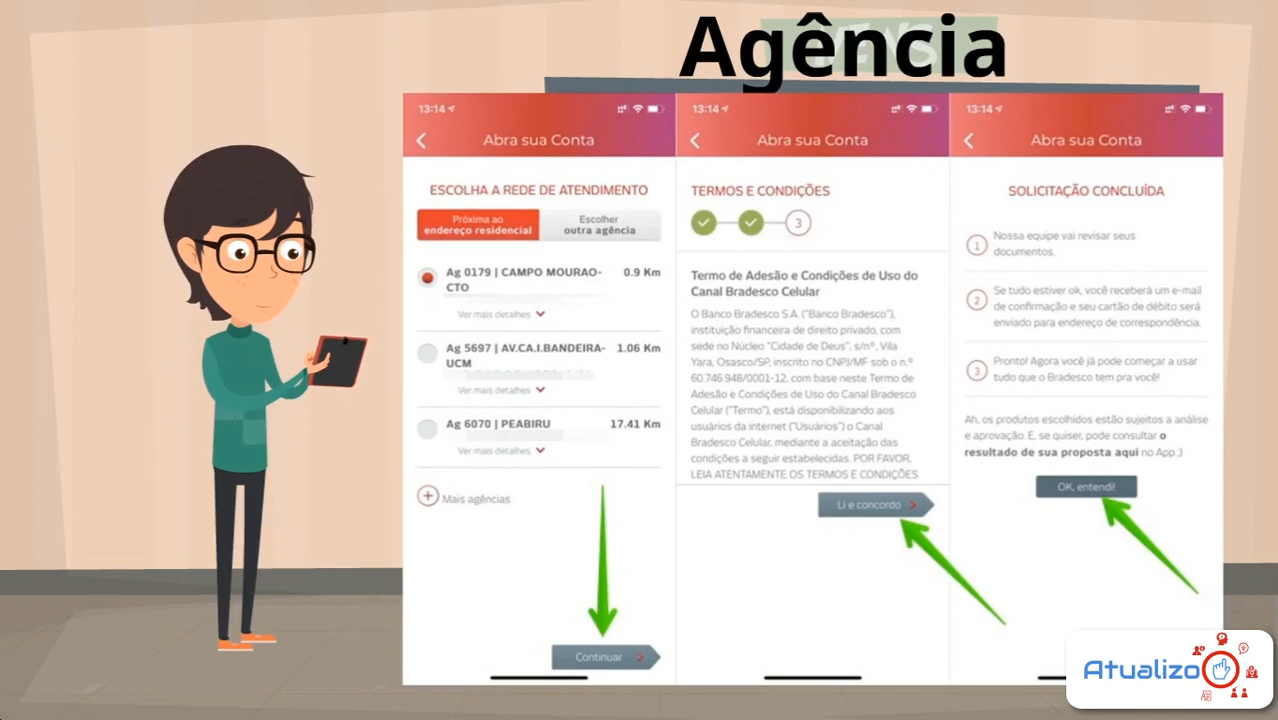 Agência
13:14
Abra sua Conta
ESCOLHA A REDE DE ATENDIMENTO
Próxima ao
endereço residencial
Escolher
outra agência
Ag 0179 | CAMPO MOURAO-
CTO
0.9 Km
Ver mais detalhes
Ag 5697 | AV.CA.I.BANDEIRA-
UCM
1.06 Km
Ver mais detalhes
Ag 6070 | PEABIRU
17.41 Km
Ver mais detalhes
Mais agências
Continuar
13:14
Abra sua Conta
TERMOS E CONDIÇÕES
3
Termo de Adesão e Condições de Uso do
Canal Bradesco Celular
O Banco Bradesco S.A. ("Banco Bradesco"),
instituição financeira de direito privado, com
sede no Núcleo "Cidade de Deus", s/nº, Vila
Yara, Osasco/SP, inscrito no CNPJ/MF sob o n.º
60.746.948/0001-12, com base neste Termo de
Adesão e Condições de Uso do Canal Bradesco
Celular ("Termo"), está disponibilizando aos
usuários da internet ("Usuários") o Canal
Bradesco Celular, mediante a aceitação das
condições a seguir estabelecidas. POR FAVOR,
LEIA ATENTAMENTE OS TERMOS E CONDIÇÕES
Li e concordo
13:14
Abra sua Conta
SOLICITAÇÃO CONCLUÍDA
1 Nossa equipe vai revisar seus
documentos.
2 Se tudo estiver ok, você receberá um e-mail
de confirmação e seu cartão de débito será
enviado para endereço de correspondência.
3 Pronto! Agora você já pode começar a usar
tudo que o Bradesco tem pra você!
Ah, os produtos escolhidos estão sujeitos a análise
e aprovação. E, se quiser, pode consultar o
resultado de sua proposta aqui no App ;)
OK, entendi!
Atualizo